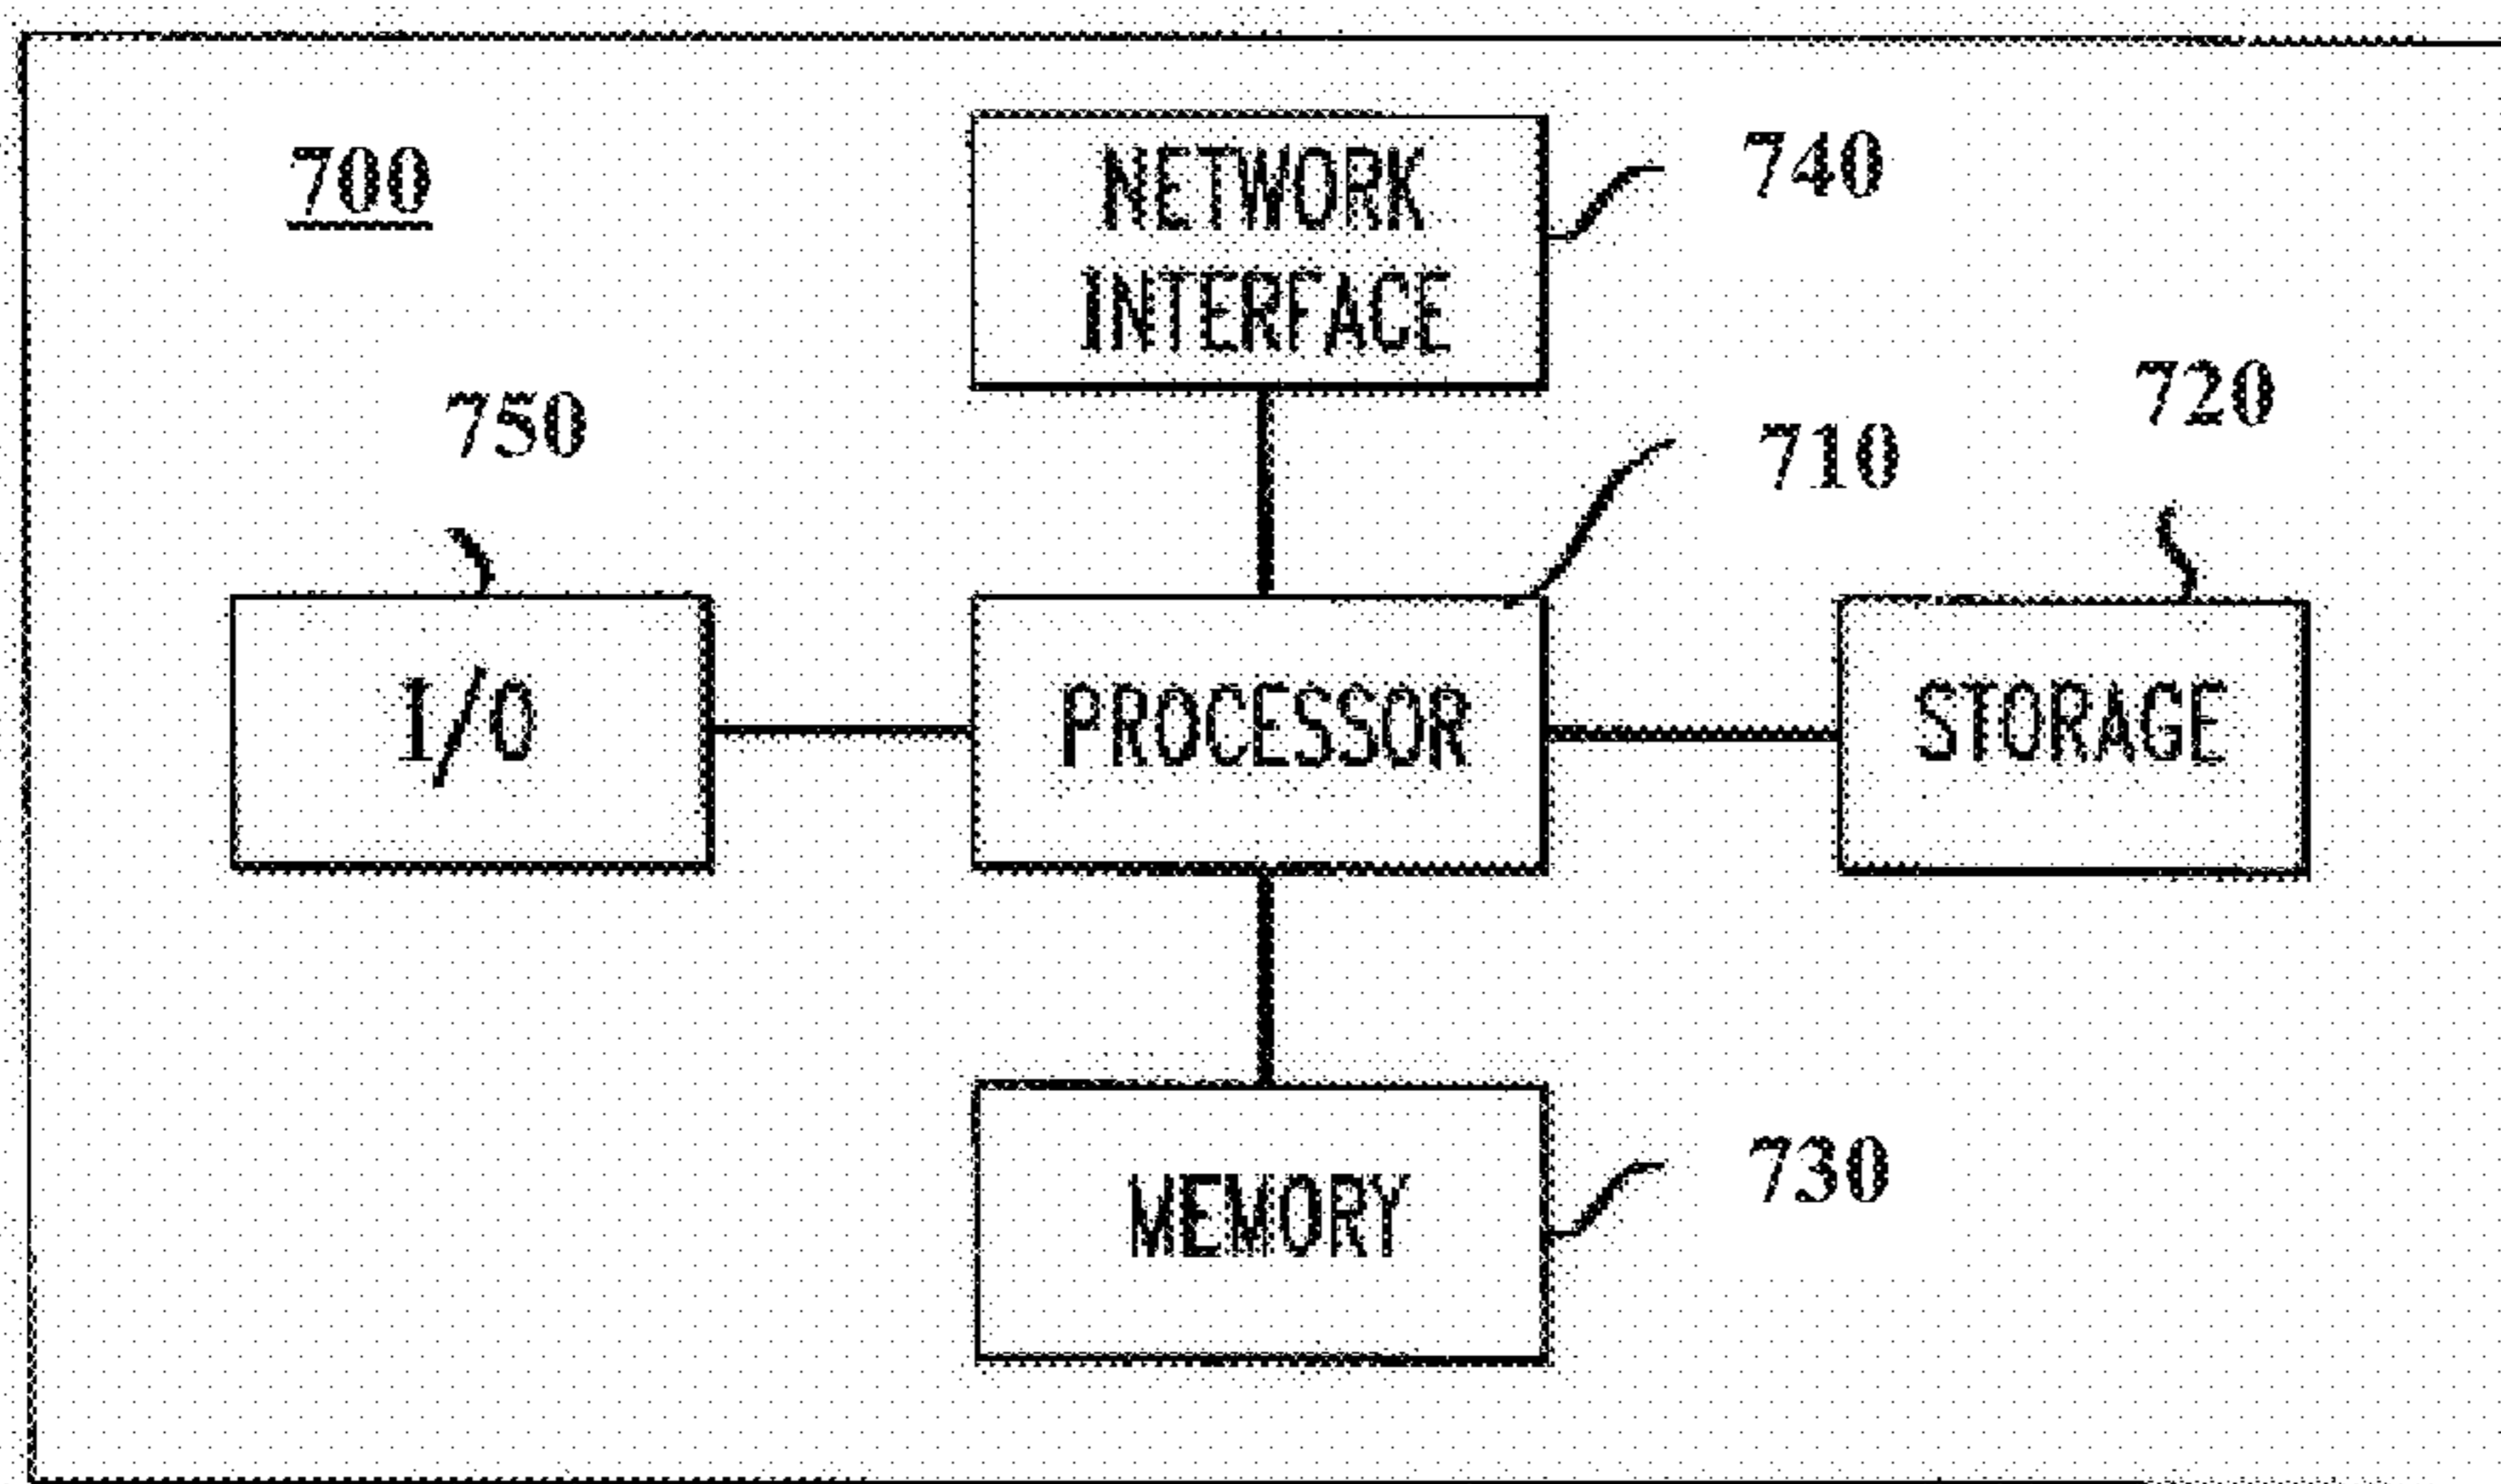 700
NETWORK
INTERFACE
740
750
710
720
I/O
PROCESSOR
STORAGE
MEMORY
730